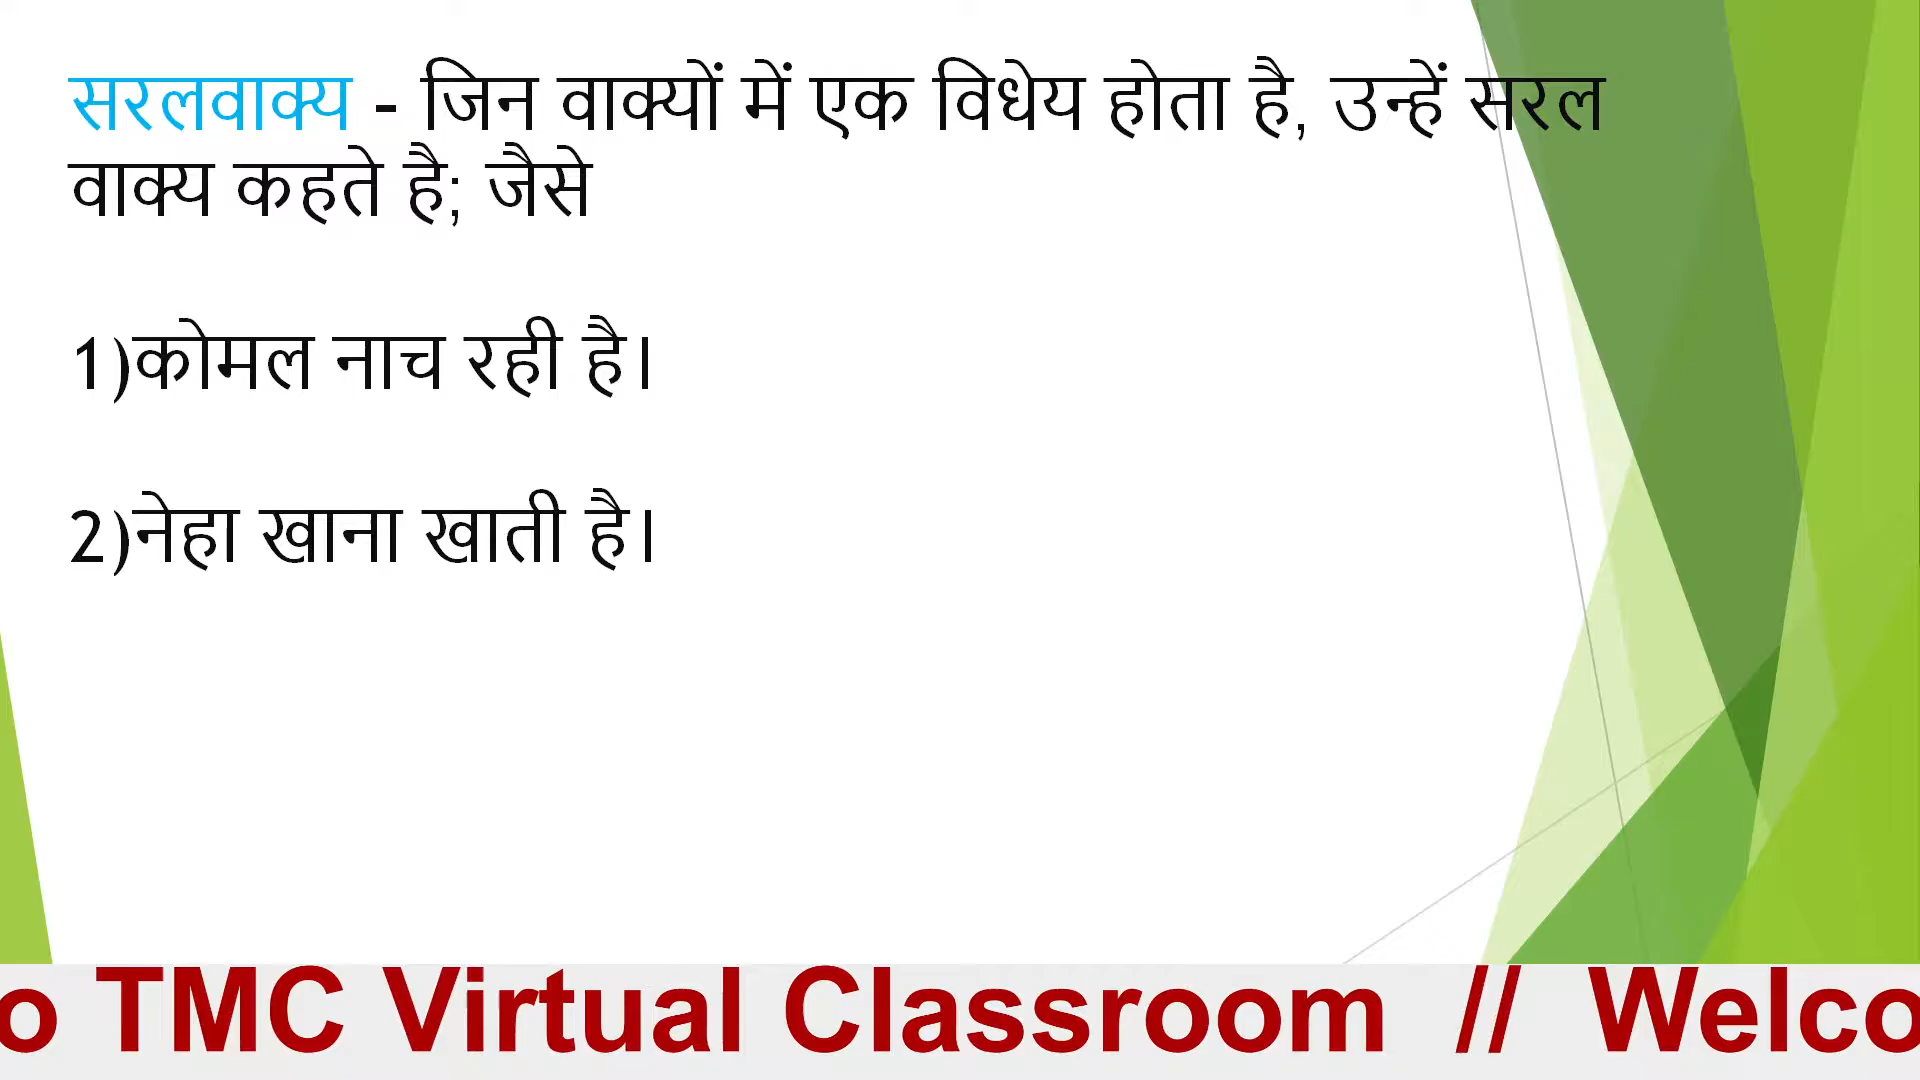 सरलवाक्य - जिन वाक्यों में एक विधेय होता है, उन्हें सरल
वाक्य कहते है; जैसे
1)कोमल नाच रही है।
2)नेहा खाना खाती है।
o TMC Virtual Classroom // Welco